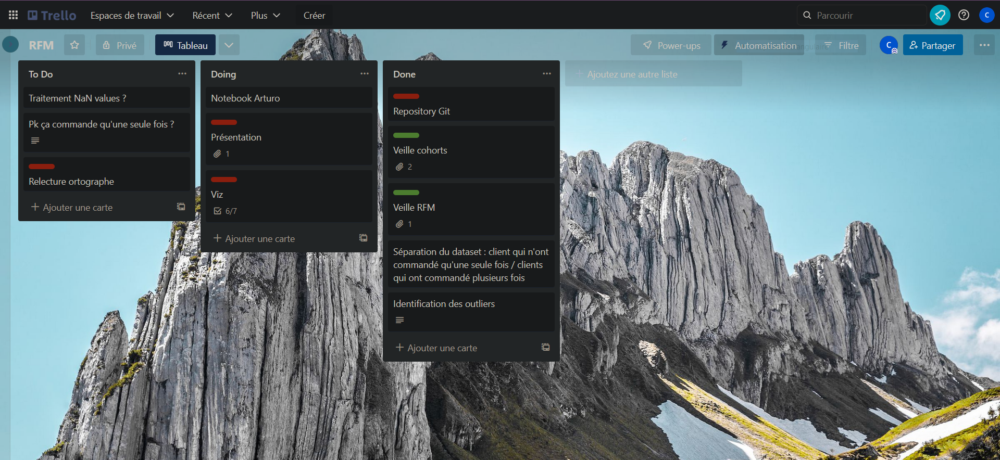 Trello
Espaces de travail
Récent
Plus
Créer
Parcourir
C
RFM
Privé
Tableau
Power-ups
Automatisation
Filtre
C
Partager
To Do
Traitement NaN values ?
Pk ça commande qu'une seule fois ?
Relecture ortographe
+ Ajouter une carte
Doing
Notebook Arturo
Présentation
1
Viz
6/7
+ Ajouter une carte
Done
Repository Git
Veille cohorts
2
Veille RFM
1
Séparation du dataset : client qui n'ont
commandé qu'une seule fois / clients
qui ont commandé plusieurs fois
Identification des outliers
+ Ajouter une carte
+ Ajoutez une autre liste